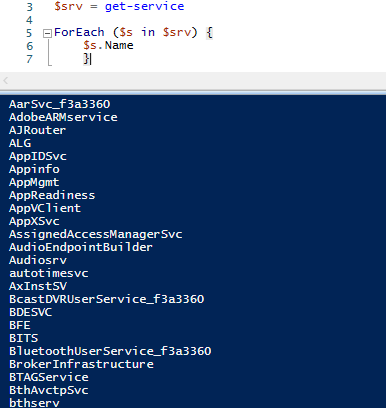 3 $srv = get-service
4
5 ForEach ($s in $srv) {
6 $s.Name
7 }
AarSvc_f3a3360
AdobeARMservice
AJRouter
ALG
AppIDSvc
Appinfo
AppMgmt
AppReadiness
AppVClient
AppXSvc
AssignedAccessManagerSvc
AudioEndpointBuilder
Audiosrv
autotimesvc
AxInstSV
BcastDVRUserService_f3a3360
BDESVC
BFE
BITS
BluetoothUserService_f3a3360
BrokerInfrastructure
BTAGService
BthAvctpSvc
bthserv